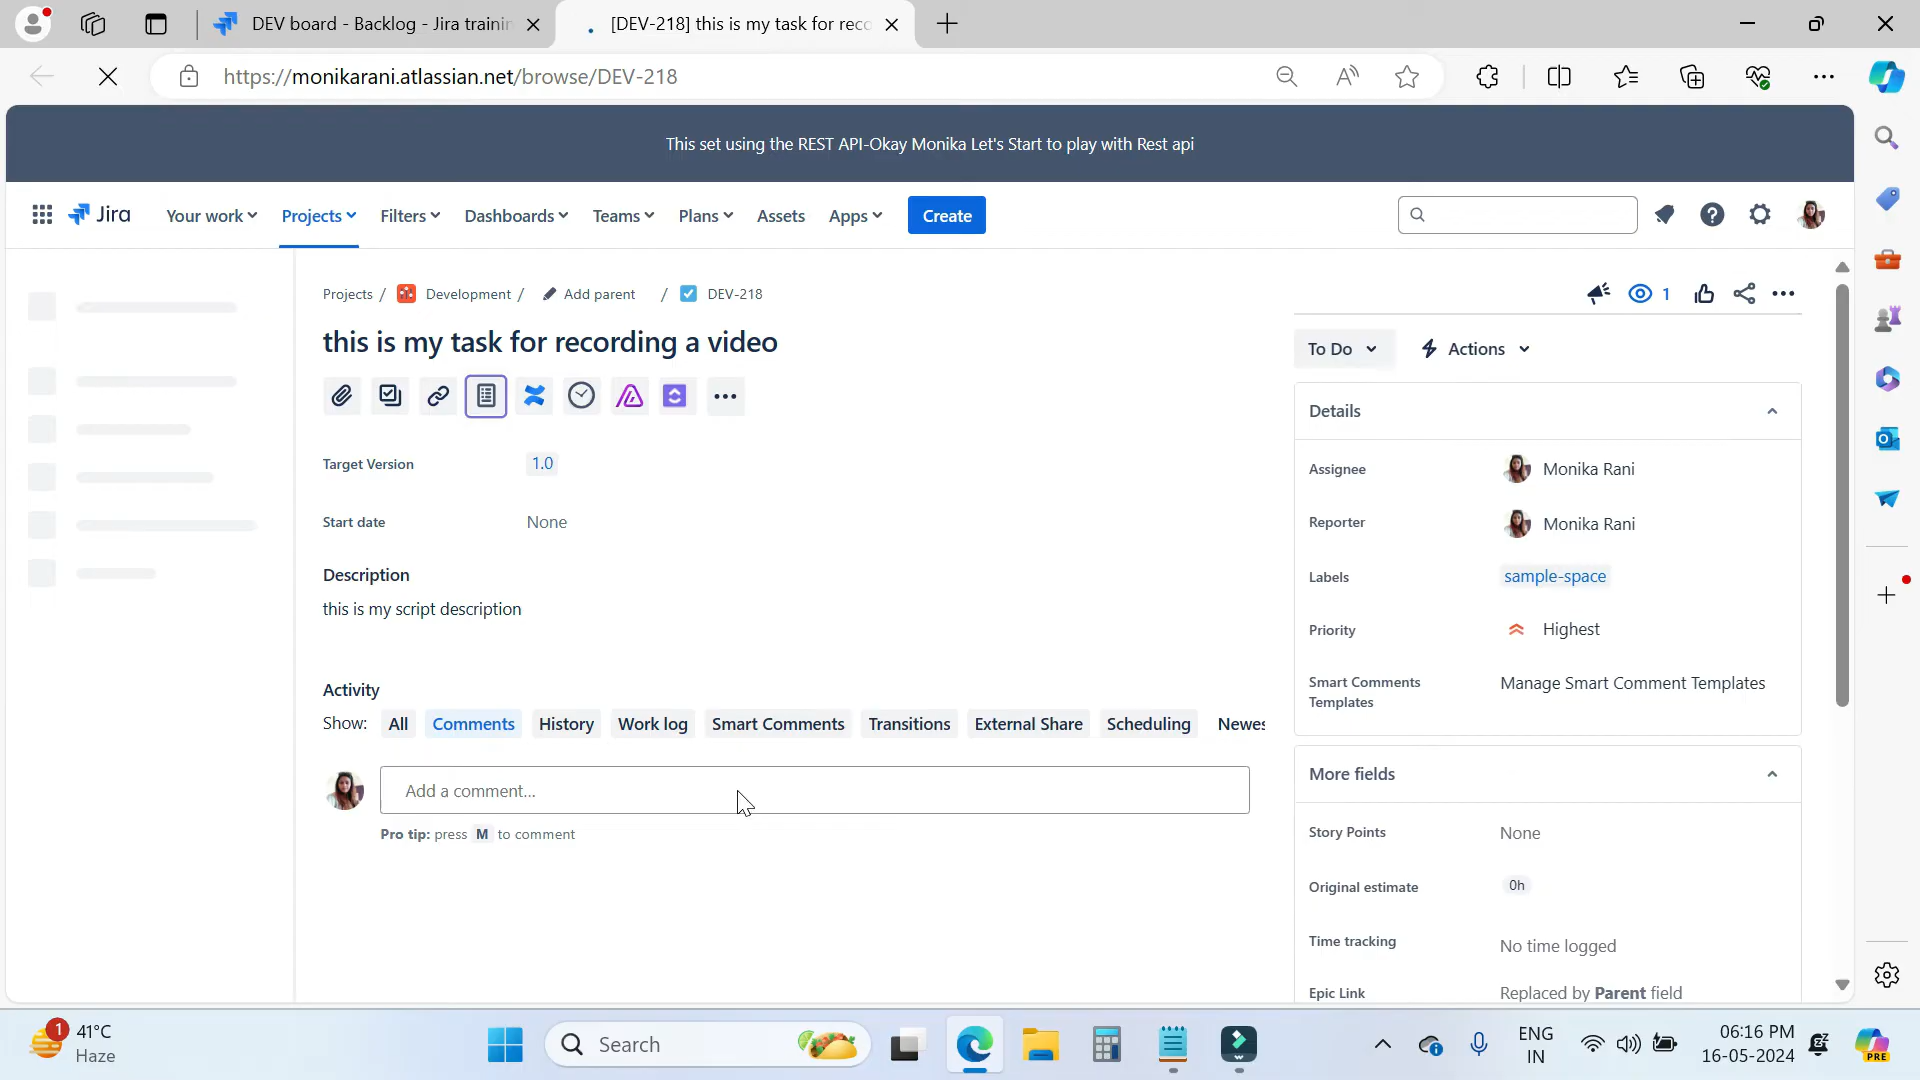 DEV board - Backlog - Jira trainin
[DEV-218] this is my task for reco
https://monikarani.atlassian.net/browse/DEV-218
This set using the REST API-Okay Monika Let's Start to play with Rest api
Jira
Your work
Projects
Filters
Dashboards
Teams
Plans
Assets
Apps
Create
Projects / Development / Add parent / DEV-218
1
this is my task for recording a video
To Do
Actions
Target Version 1.0
Start date None
Description
this is my script description
Activity
Show: All Comments History Work log Smart Comments Transitions External Share Scheduling Newes
Add a comment...
Pro tip: press M to comment
Details
Assignee Monika Rani
Reporter Monika Rani
Labels sample-space
Priority Highest
Smart Comments Templates Manage Smart Comment Templates
More fields
Story Points None
Original estimate 0h
Time tracking No time logged
Epic Link Replaced by Parent field
1
41°C
Haze
Search
ENG
IN
06:16 PM
16-05-2024
PRE